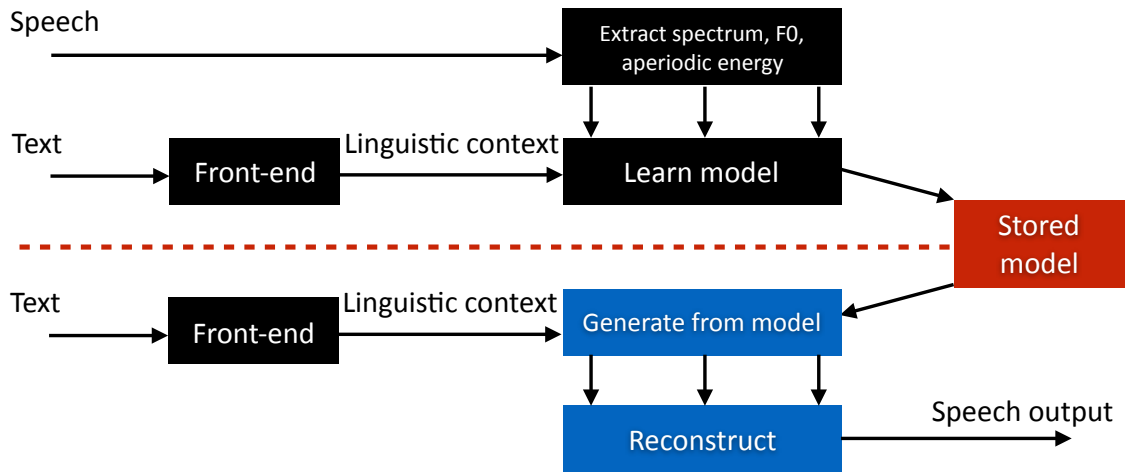 Speech
Extract spectrum, F0,
aperiodic energy
Text
Front-end
Linguistic context
Learn model
Stored
model
Text
Front-end
Linguistic context
Generate from model
Reconstruct
Speech output